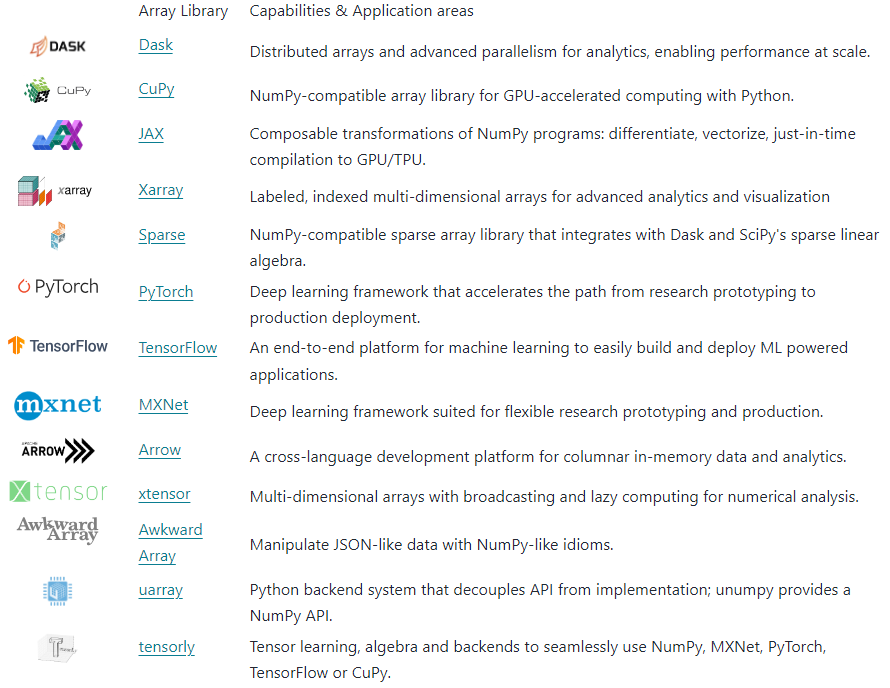 Array Library Capabilities & Application areas
DASK Dask Distributed arrays and advanced parallelism for analytics, enabling performance at scale.
CuPy CuPy NumPy-compatible array library for GPU-accelerated computing with Python.
JAX JAX Composable transformations of NumPy programs: differentiate, vectorize, just-in-time
compilation to GPU/TPU.
xarray Xarray Labeled, indexed multi-dimensional arrays for advanced analytics and visualization
Sparse NumPy-compatible sparse array library that integrates with Dask and SciPy's sparse linear
algebra.
PyTorch PyTorch Deep learning framework that accelerates the path from research prototyping to
production deployment.
TensorFlow TensorFlow An end-to-end platform for machine learning to easily build and deploy ML powered
applications.
mxnet MXNet Deep learning framework suited for flexible research prototyping and production.
APACHE
ARROW Arrow A cross-language development platform for columnar in-memory data and analytics.
xtensor xtensor Multi-dimensional arrays with broadcasting and lazy computing for numerical analysis.
Awkward
Array Awkward
Array Manipulate JSON-like data with NumPy-like idioms.
uarray Python backend system that decouples API from implementation; unumpy provides a
NumPy API.
tensorly Tensor learning, algebra and backends to seamlessly use NumPy, MXNet, PyTorch,
TensorFlow or CuPy.